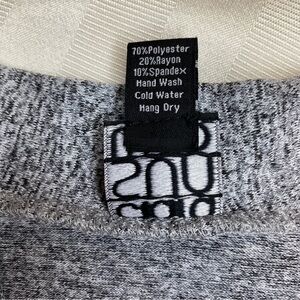 70%Polyester
20%Rayon
10%Spandex
Hand Wash
Cold Water
Hang Dry